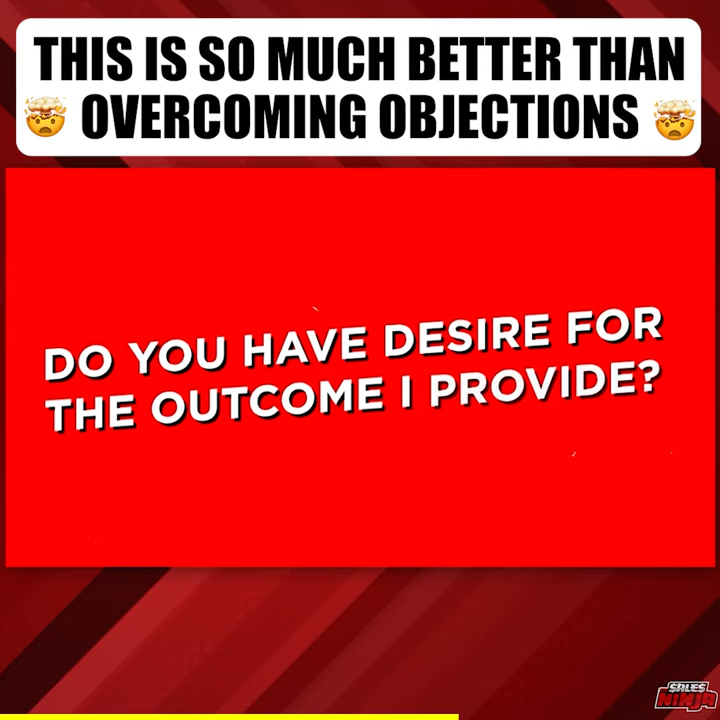 THIS IS SO MUCH BETTER THAN
🤯 OVERCOMING OBJECTIONS 🤯
DO YOU HAVE DESIRE FOR
THE OUTCOME I PROVIDE?
SALES
NINJA